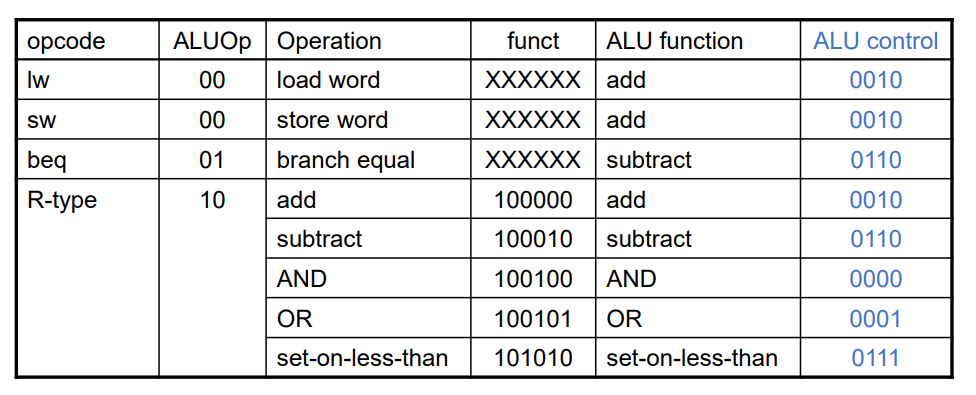 opcode ALUOp Operation funct ALU function ALU control
lw 00 load word XXXXXX add 0010
sw 00 store word XXXXXX add 0010
beq 01 branch equal XXXXXX subtract 0110
R-type 10 add 100000 add 0010
subtract 100010 subtract 0110
AND 100100 AND 0000
OR 100101 OR 0001
set-on-less-than 101010 set-on-less-than 0111